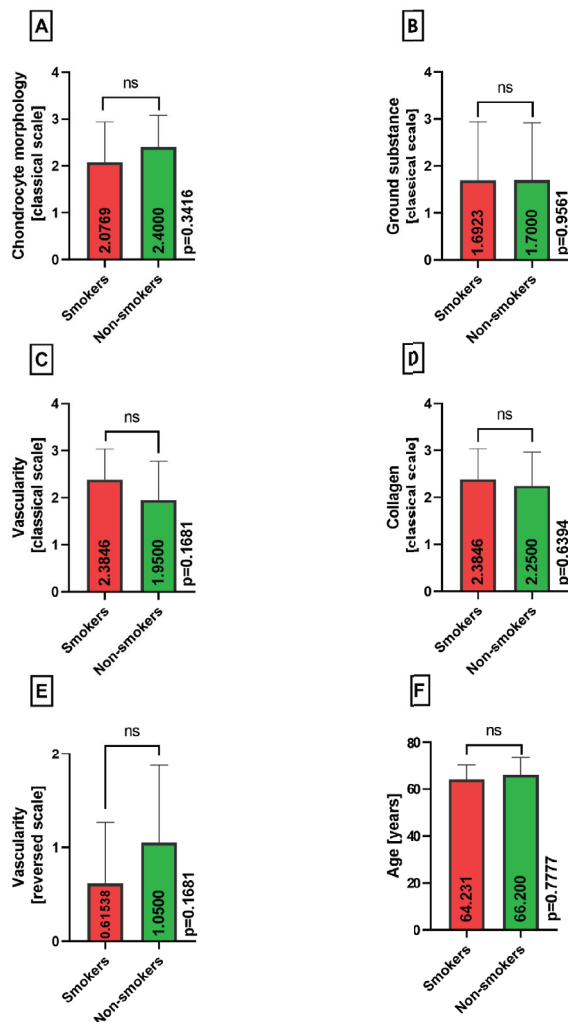 A
Chondrocyte morphology
[classical scale]
4
3
2
1
0
ns
2.0769
2.4000
p=0.3416
Smokers
Non-smokers
B
Ground substance
[classical scale]
4
3
2
1
0
ns
1.6923
1.7000
p=0.9561
Smokers
Non-smokers
C
Vascularity
[classical scale]
4
3
2
1
0
ns
2.3846
1.9500
p=0.1681
Smokers
Non-smokers
D
Collagen
[classical scale]
4
3
2
1
0
ns
2.3846
2.2500
p=0.6394
Smokers
Non-smokers
E
Vascularity
[reversed scale]
2
1
0
ns
0.61538
1.0500
p=0.1681
Smokers
Non-smokers
F
Age [years]
80
60
40
20
0
ns
64.231
66.200
p=0.7777
Smokers
Non-smokers